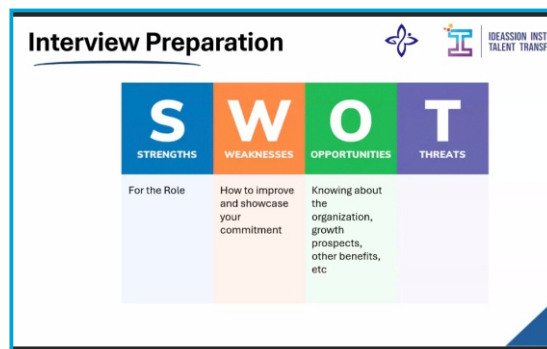 Interview Preparation
IDEASSION INST
TALENT TRANSF
S
STRENGTHS
W
WEAKNESSES
O
OPPORTUNITIES
T
THREATS
For the Role
How to improve
and showcase
your
commitment
Knowing about
the
organization,
growth
prospects,
other benefits,
etc